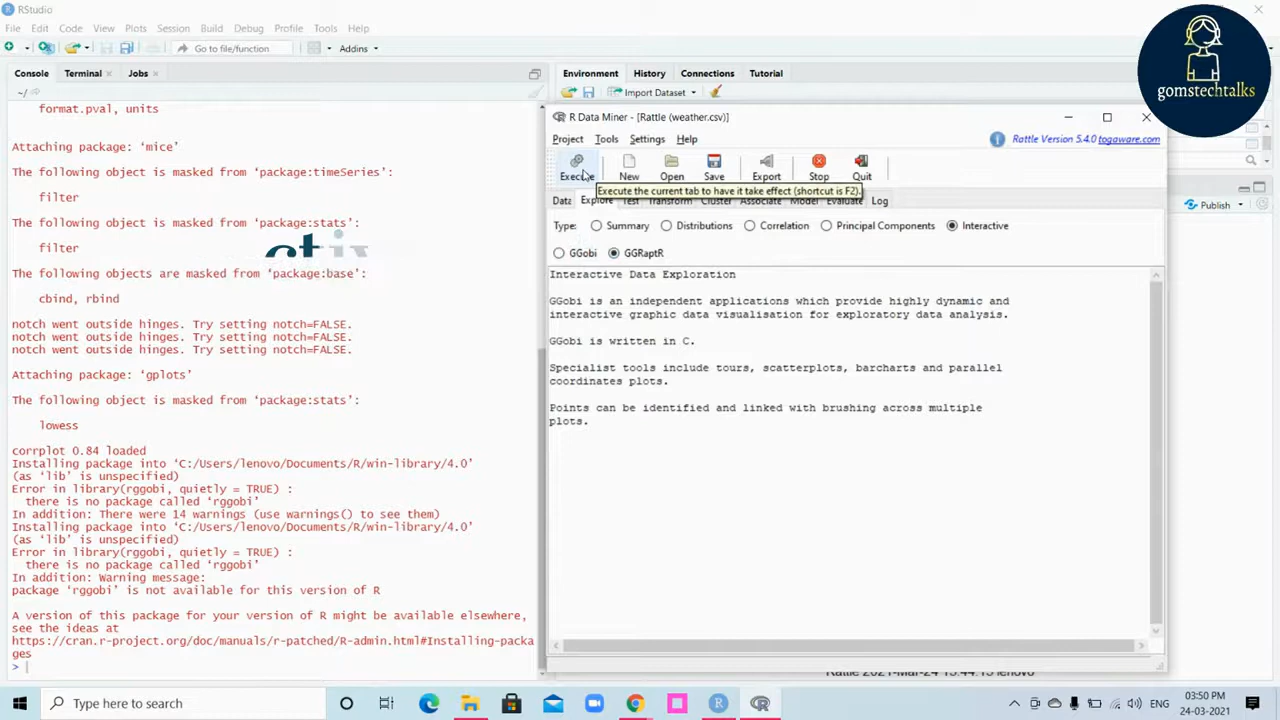 RStudio
File Edit Code View Plots Session Build Debug Profile Tools Help
Go to file/function Addins
Console Terminal Jobs
~/
format.pval, units
Attaching package: ‘mice’
The following object is masked from ‘package:timeSeries’:
filter
The following object is masked from ‘package:stats’:
filter
The following objects are masked from ‘package:base’:
cbind, rbind
notch went outside hinges. Try setting notch=FALSE.
notch went outside hinges. Try setting notch=FALSE.
notch went outside hinges. Try setting notch=FALSE.
Attaching package: ‘gplots’
The following object is masked from ‘package:stats’:
lowess
corrplot 0.84 loaded
Installing package into ‘C:/Users/lenovo/Documents/R/win-library/4.0’
(as ‘lib’ is unspecified)
Error in library(rggobi, quietly = TRUE) :
there is no package called ‘rggobi’
In addition: There were 14 warnings (use warnings() to see them)
Installing package into ‘C:/Users/lenovo/Documents/R/win-library/4.0’
(as ‘lib’ is unspecified)
Error in library(rggobi, quietly = TRUE) :
there is no package called ‘rggobi’
In addition: Warning message:
package ‘rggobi’ is not available for this version of R
A version of this package for your version of R might be available elsewhere,
see the ideas at
https://cran.r-project.org/doc/manuals/r-patched/R-admin.html#Installing-packa
ges
>
Environment History Connections Tutorial
Import Dataset
gomstechtalks
Publish
R Data Miner - [Rattle (weather.csv)]
Project Tools Settings Help
Rattle Version 5.4.0 togaware.com
Execute New Open Save Export Stop Quit
Execute the current tab to have it take effect (shortcut is F2).
Data Explore Test Transform Cluster Associate Model Evaluate Log
Type: Summary Distributions Correlation Principal Components Interactive
GGobi GGRaptR
Interactive Data Exploration
GGobi is an independent applications which provide highly dynamic and
interactive graphic data visualisation for exploratory data analysis.
GGobi is written in C.
Specialist tools include tours, scatterplots, barcharts and parallel
coordinates plots.
Points can be identified and linked with brushing across multiple
plots.
Rattle 2021-Mar-24 15:44:15 lenovo
Type here to search
ENG
03:50 PM
24-03-2021